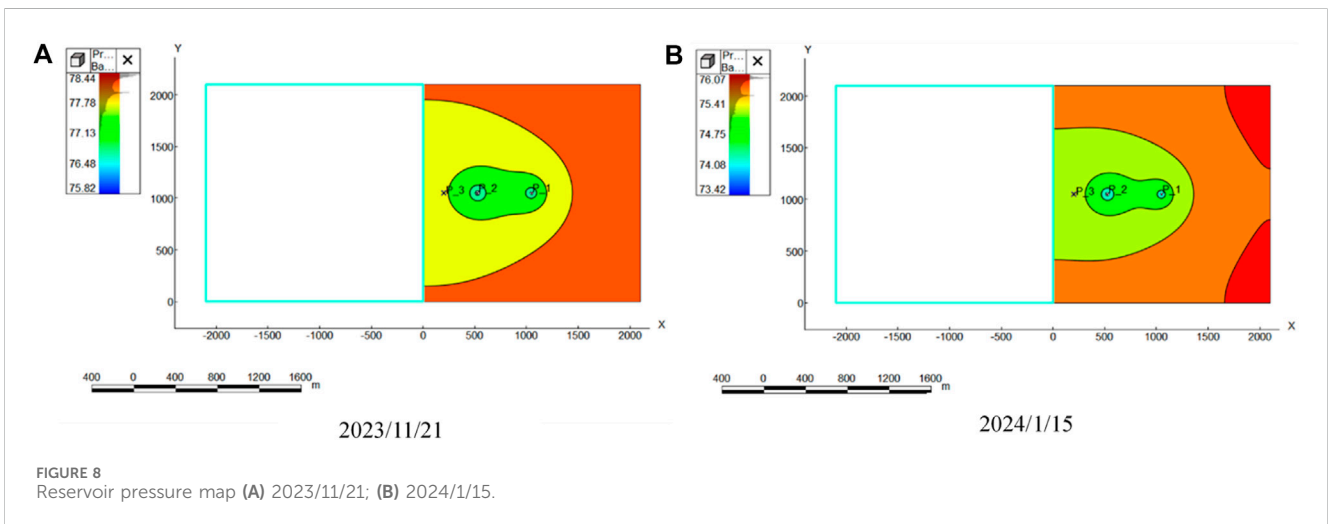 A
Pr...
Ba...
78.44
77.78
77.13
76.48
75.82
Y
2000
1500
1000
500
0
P_3
P_2
P_1
-2000 -1500 -1000 -500 0 500 1000 1500 2000
X
400 0 400 800 1200 1600 m
2023/11/21
B
Pr...
Ba...
76.07
75.41
74.75
74.08
73.42
Y
2000
1500
1000
500
0
P_3
P_2
P_1
-2000 -1500 -1000 -500 0 500 1000 1500 2000
X
400 0 400 800 1200 1600 m
2024/1/15
FIGURE 8
Reservoir pressure map (A) 2023/11/21; (B) 2024/1/15.